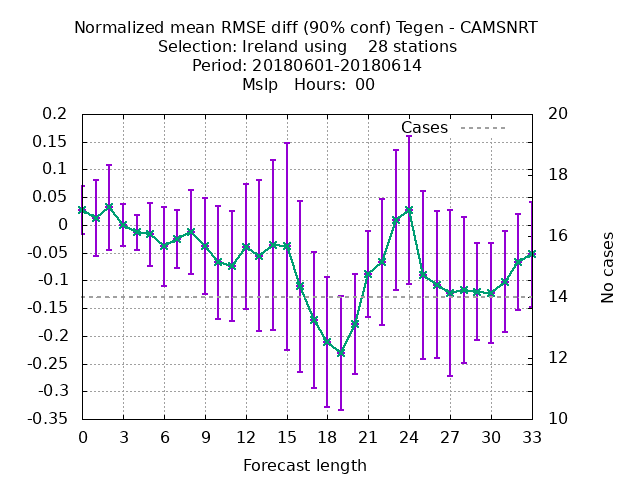 Normalized mean RMSE diff (90% conf) Tegen - CAMSNRT
Selection: Ireland using    28 stations
Period: 20180601-20180614
Mslp   Hours: 00
Cases
0.2
0.15
0.1
0.05
0
-0.05
-0.1
-0.15
-0.2
-0.25
-0.3
-0.35
20
18
16
14
12
10
No cases
0 3 6 9 12 15 18 21 24 27 30 33
Forecast length